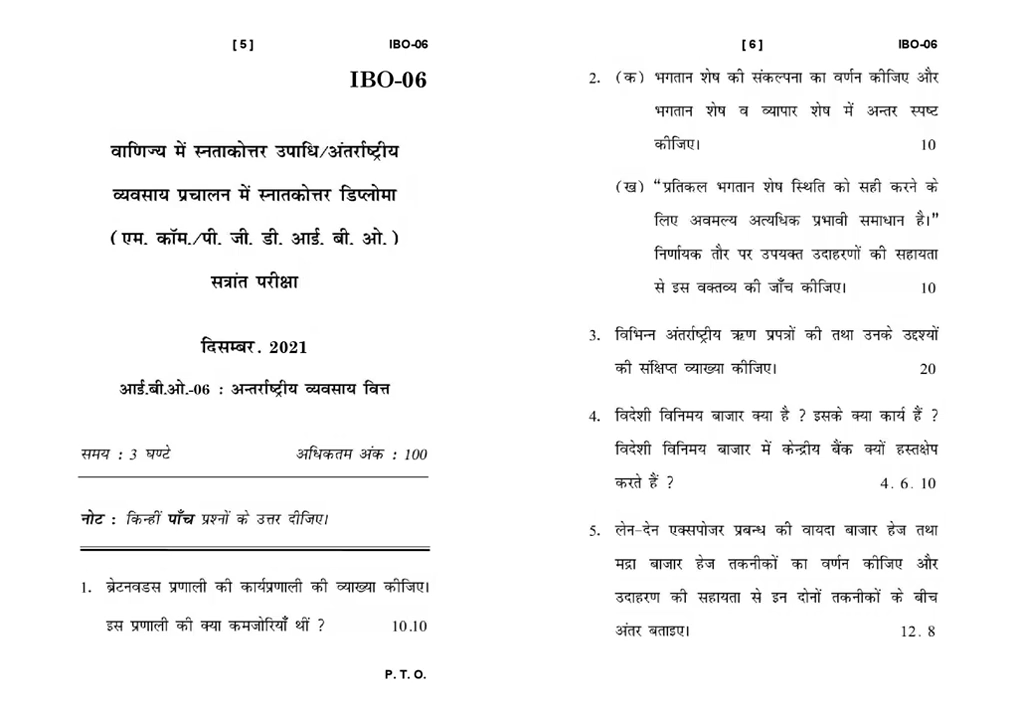 [ 5 ] IBO-06
IBO-06
वाणिज्य में स्नताकोत्तर उपाधि/अंतर्राष्ट्रीय
व्यवसाय प्रचालन में स्नातकोत्तर डिप्लोमा
( एम. कॉम./पी. जी. डी. आई. बी. ओ. )
सत्रांत परीक्षा
दिसम्बर. 2021
आई.बी.ओ.-06 : अन्तर्राष्ट्रीय व्यवसाय वित्त
समय : 3 घण्टे अधिकतम अंक : 100
नोट : किन्हीं पाँच प्रश्नों के उत्तर दीजिए।
1. ब्रेटनवडस प्रणाली की कार्यप्रणाली की व्याख्या कीजिए।
इस प्रणाली की क्या कमजोरियाँ थीं ? 10.10
P. T. O.
[ 6 ] IBO-06
2. (क) भगतान शेष की संकल्पना का वर्णन कीजिए और
भगतान शेष व व्यापार शेष में अन्तर स्पष्ट
कीजिए। 10
(ख) “प्रतिकल भगतान शेष स्थिति को सही करने के
लिए अवमल्य अत्यधिक प्रभावी समाधान है।”
निर्णायक तौर पर उपयक्त उदाहरणों की सहायता
से इस वक्तव्य की जाँच कीजिए। 10
3. विभिन्न अंतर्राष्ट्रीय ऋण प्रपत्रों की तथा उनके उद्दश्यों
की संक्षिप्त व्याख्या कीजिए। 20
4. विदेशी विनिमय बाजार क्या है ? इसके क्या कार्य हैं ?
विदेशी विनिमय बाजार में केन्द्रीय बैंक क्यों हस्तक्षेप
करते हैं ? 4. 6. 10
5. लेन-देन एक्सपोजर प्रबन्ध की वायदा बाजार हेज तथा
मद्रा बाजार हेज तकनीकों का वर्णन कीजिए और
उदाहरण की सहायता से इन दोनों तकनीकों के बीच
अंतर बताइए। 12. 8